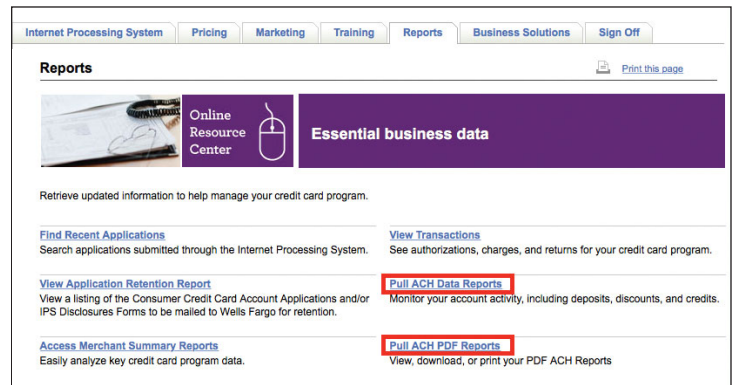 Internet Processing System Pricing Marketing Training Reports Business Solutions Sign Off
Reports
Print this page
Online
Resource
Center
Essential business data
Retrieve updated information to help manage your credit card program.
Find Recent Applications
Search applications submitted through the Internet Processing System.
View Transactions
See authorizations, charges, and returns for your credit card program.
View Application Retention Report
View a listing of the Consumer Credit Card Account Applications and/or
IPS Disclosures Forms to be mailed to Wells Fargo for retention.
Pull ACH Data Reports
Monitor your account activity, including deposits, discounts, and credits.
Access Merchant Summary Reports
Easily analyze key credit card program data.
Pull ACH PDF Reports
View, download, or print your PDF ACH Reports